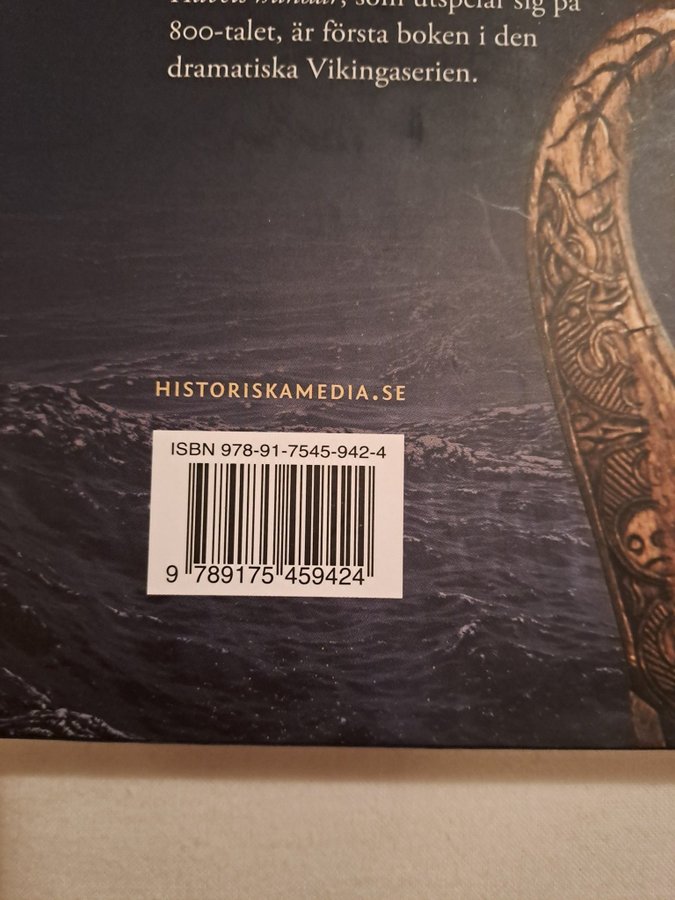 som utspelar sig på
800-talet, är första boken i den
dramatiska Vikingaserien.
HISTORISKAMEDIA.SE
ISBN 978-91-7545-942-4
9 789175 459424